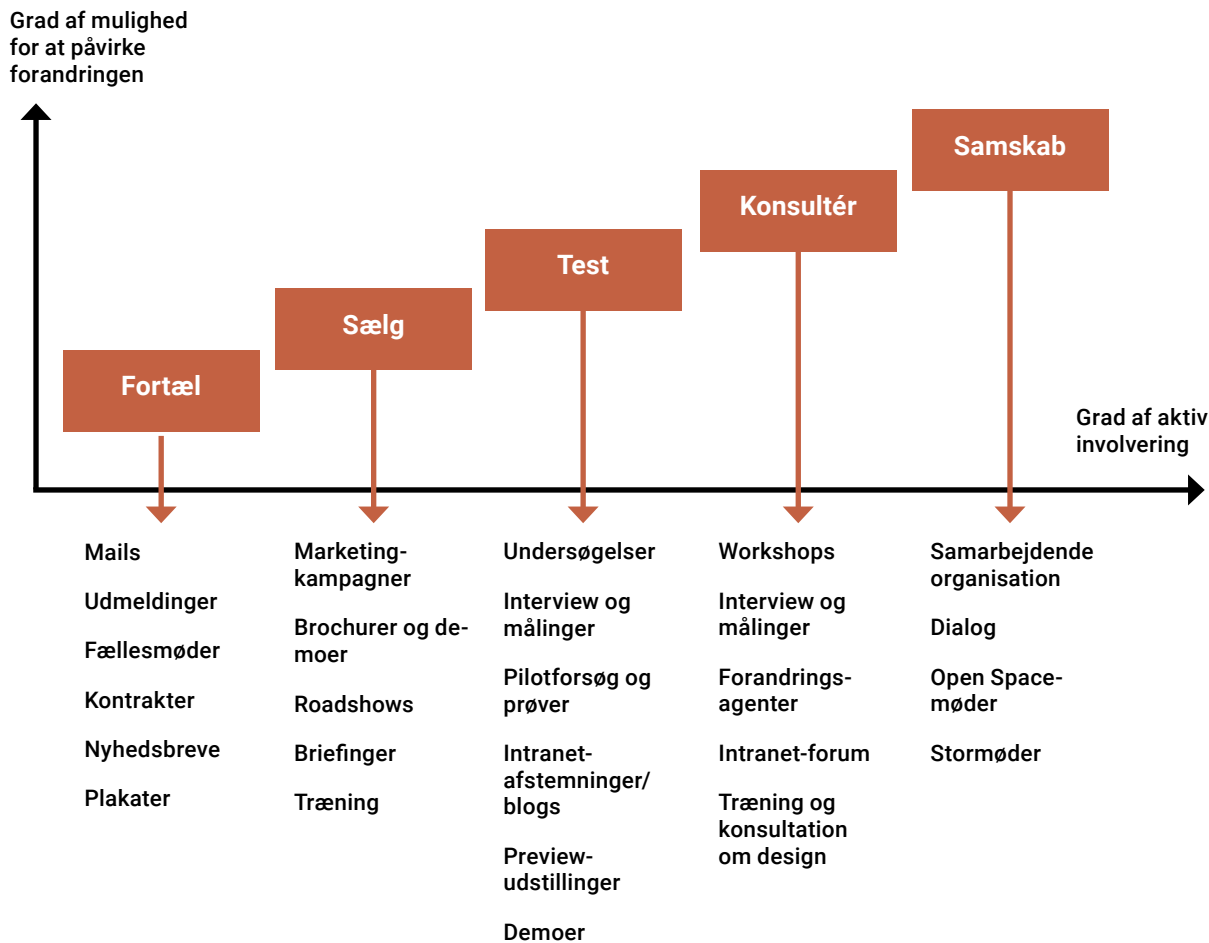 Grad af mulighed
for at påvirke
forandringen
Samskab
Konsultér
Test
Sælg
Fortæl
Grad af aktiv
involvering
Mails
Udmeldinger
Fællesmøder
Kontrakter
Nyhedsbreve
Plakater
Marketing-
kampagner
Brochurer og de-
moer
Roadshows
Briefinger
Træning
Undersøgelser
Interview og
målinger
Pilotforsøg og
prøver
Intranet-
afstemninger/
blogs
Preview-
udstillinger
Demoer
Workshops
Interview og
målinger
Forandrings-
agenter
Intranet-forum
Træning og
konsultation
om design
Samarbejdende
organisation
Dialog
Open Space-
møder
Stormøder